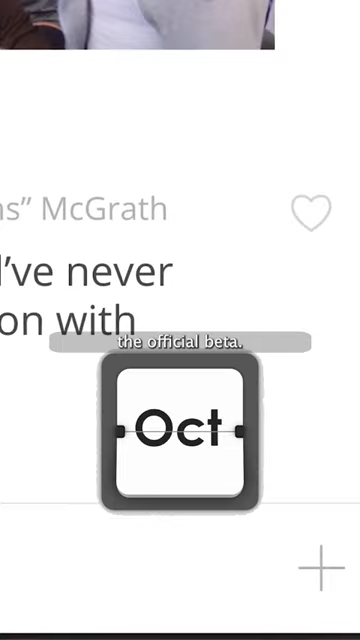 ns” McGrath
I’ve never
on with
the official beta.
Oct